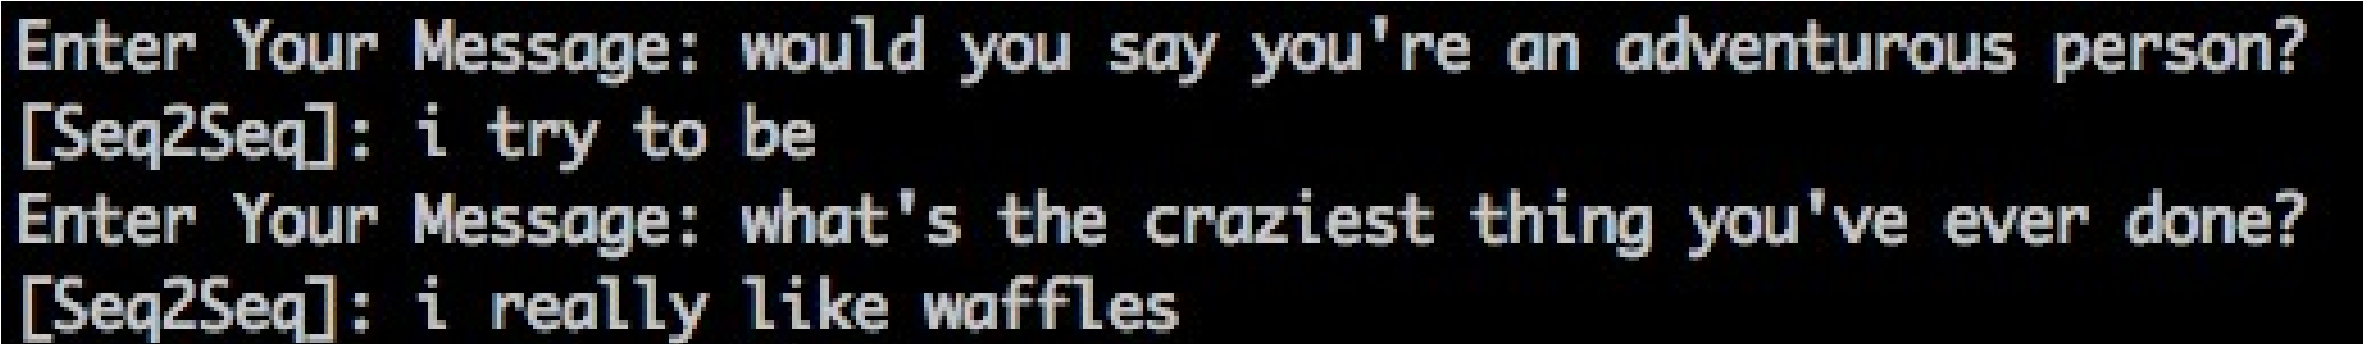 Enter Your Message: would you say you're an adventurous person?
[Seq2Seq]: i try to be
Enter Your Message: what's the craziest thing you've ever done?
[Seq2Seq]: i really like waffles